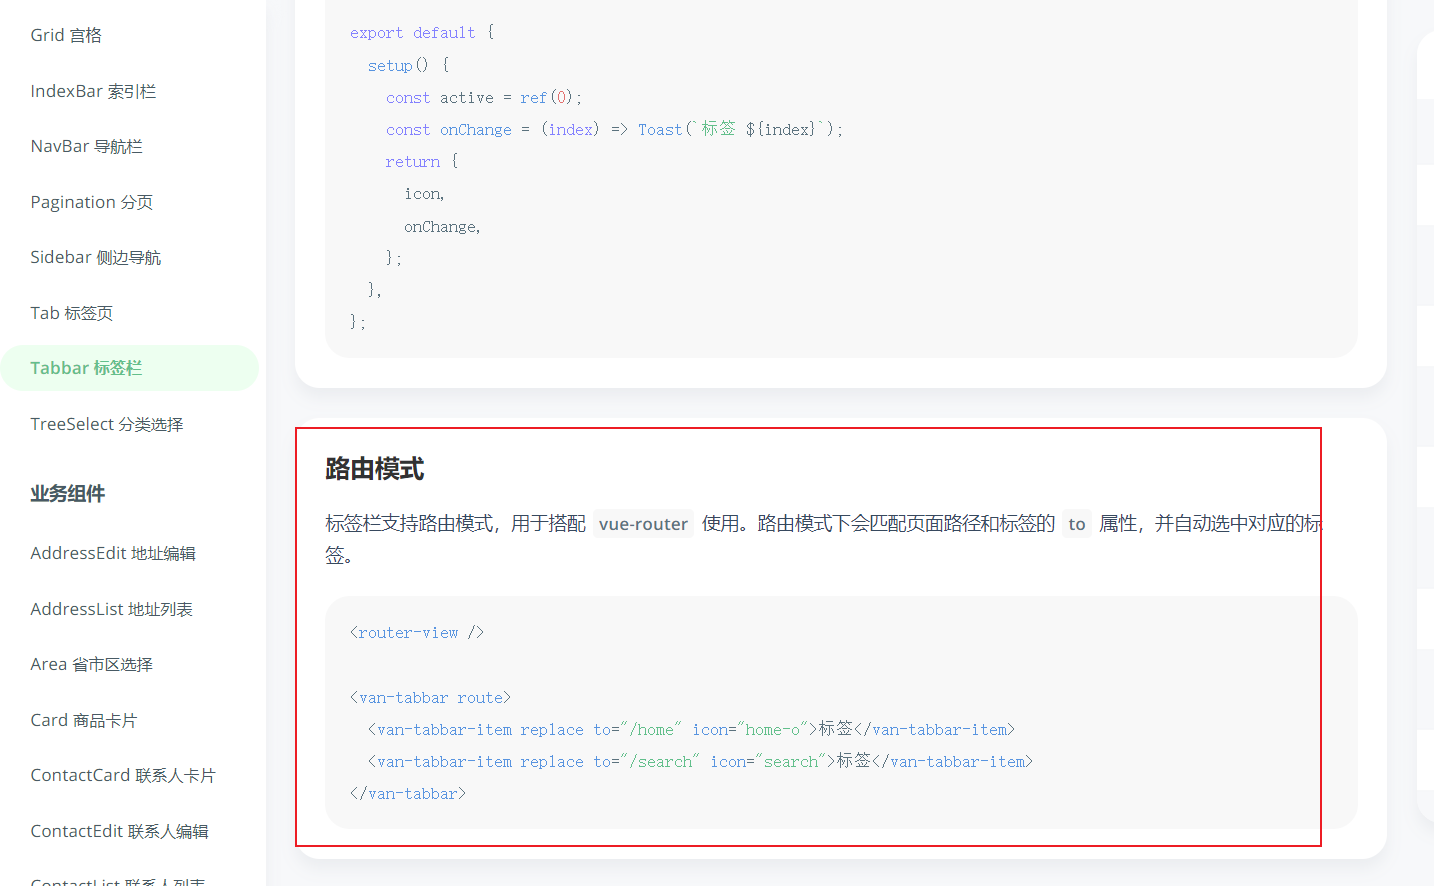 Grid 宫格
IndexBar 索引栏
NavBar 导航栏
Pagination 分页
Sidebar 侧边导航
Tab 标签页
Tabbar 标签栏
TreeSelect 分类选择
业务组件
AddressEdit 地址编辑
AddressList 地址列表
Area 省市区选择
Card 商品卡片
ContactCard 联系人卡片
ContactEdit 联系人编辑
ContactList 联系人列表
export default {
  setup() {
    const active = ref(0);
    const onChange = (index) => Toast(`标签 ${index}`);
    return {
      icon,
      onChange,
    };
  },
};
路由模式
标签栏支持路由模式，用于搭配 vue-router 使用。路由模式下会匹配页面路径和标签的 to 属性，并自动选中对应的标
签。
<router-view />
<van-tabbar route>
  <van-tabbar-item replace to="/home" icon="home-o">标签</van-tabbar-item>
  <van-tabbar-item replace to="/search" icon="search">标签</van-tabbar-item>
</van-tabbar>